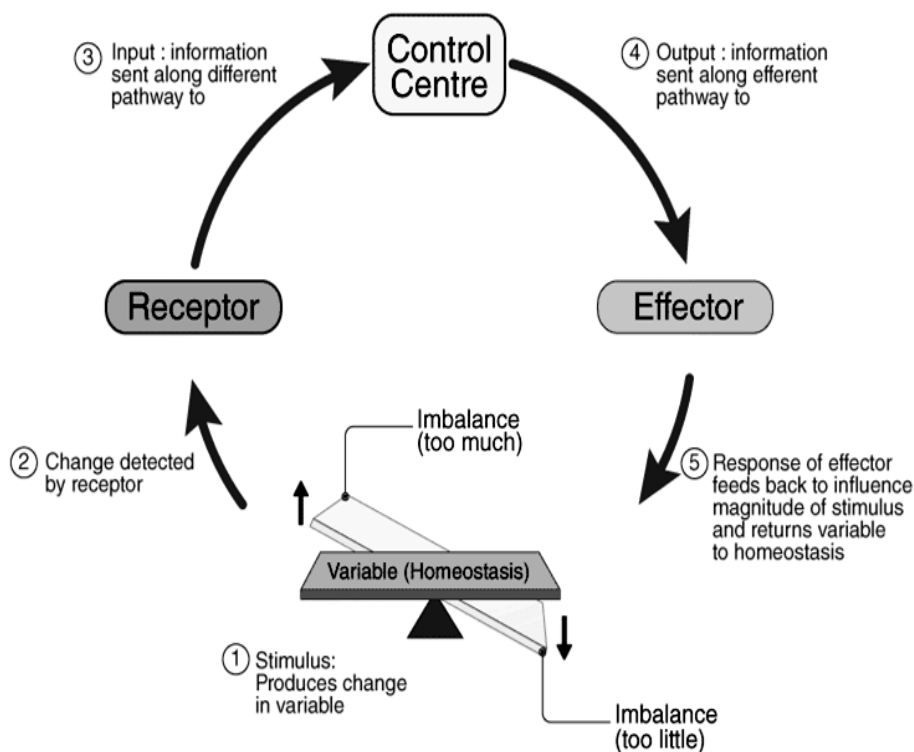 Control
Centre
3 Input : information
sent along different
pathway to
4 Output : information
sent along efferent
pathway to
Receptor
Effector
Imbalance
(too much)
2 Change detected
by receptor
5 Response of effector
feeds back to influence
magnitude of stimulus
and returns variable
to homeostasis
Variable (Homeostasis)
1 Stimulus:
Produces change
in variable
Imbalance
(too little)